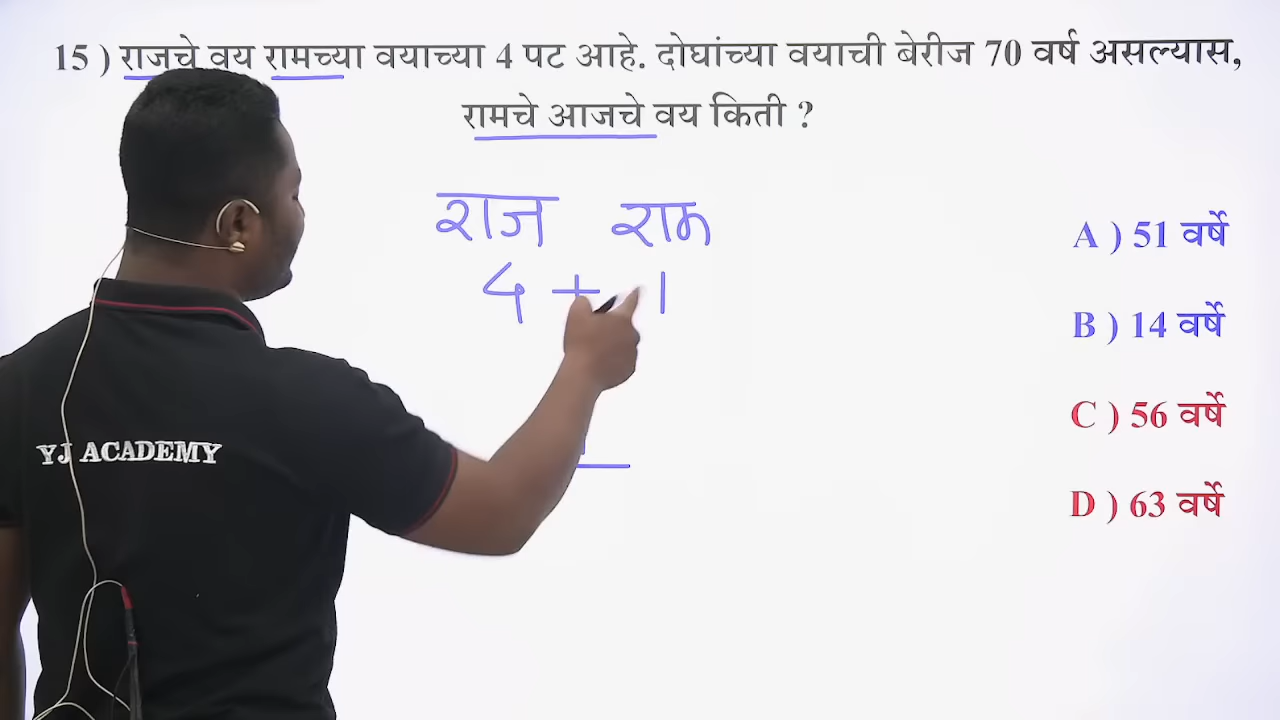 15 ) राजचे वय रामच्या वयाच्या 4 पट आहे. दोघांच्या वयाची बेरीज 70 वर्ष असल्यास,
रामचे आजचे वय किती ?
राज राम
4 + 1
A ) 51 वर्षे
B ) 14 वर्षे
C ) 56 वर्षे
D ) 63 वर्षे
YJ ACADEMY